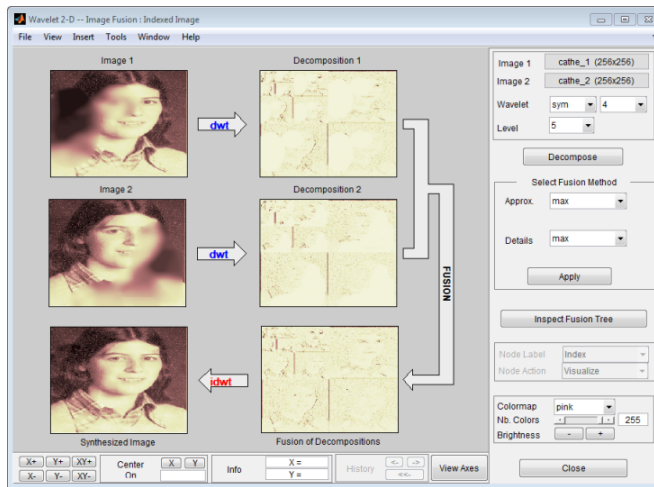 Wavelet 2-D -- Image Fusion : Indexed Image
File View Insert Tools Window Help
Image 1
Decomposition 1
dwt
Image 2
Decomposition 2
dwt
FUSION
idwt
Synthesized Image
Fusion of Decompositions
Image 1 cathe_1 (256x256)
Image 2 cathe_2 (256x256)
Wavelet sym 4
Level 5
Decompose
Select Fusion Method
Approx. max
Details max
Apply
Inspect Fusion Tree
Node Label Index
Node Action Visualize
Colormap pink
Nb. Colors 255
Brightness - +
Close
X+ Y+ XY+
X- Y- XY-
Center On X Y
Info X =
Y =
History <- ->
<<-
View Axes